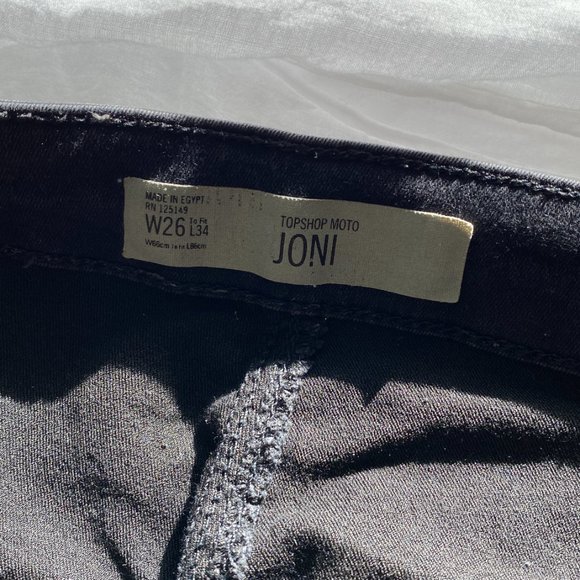 MADE IN EGYPT
RN 125149
W26 To Fit L34
W66cm To Fit L86cm
TOPSHOP MOTO
JONI